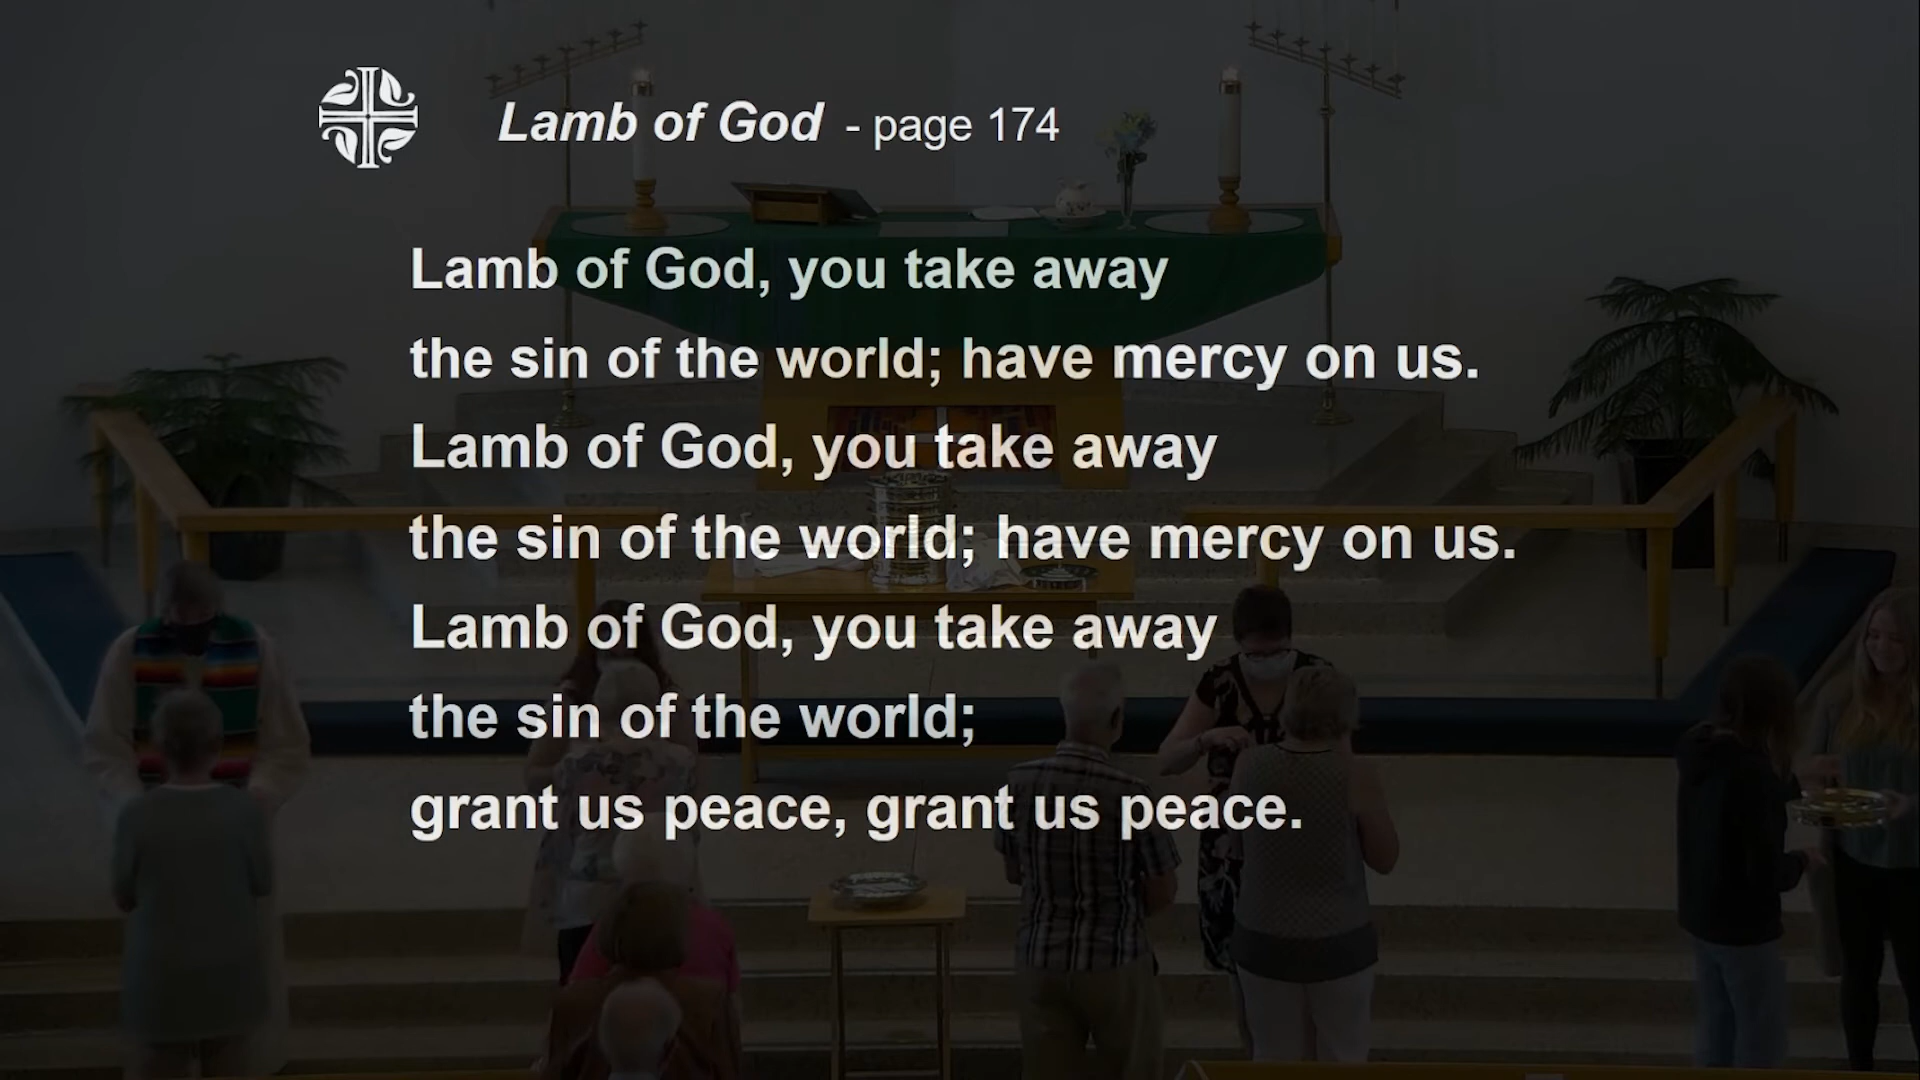 Lamb of God - page 174
Lamb of God, you take away
the sin of the world; have mercy on us.
Lamb of God, you take away
the sin of the world; have mercy on us.
Lamb of God, you take away
the sin of the world;
grant us peace, grant us peace.